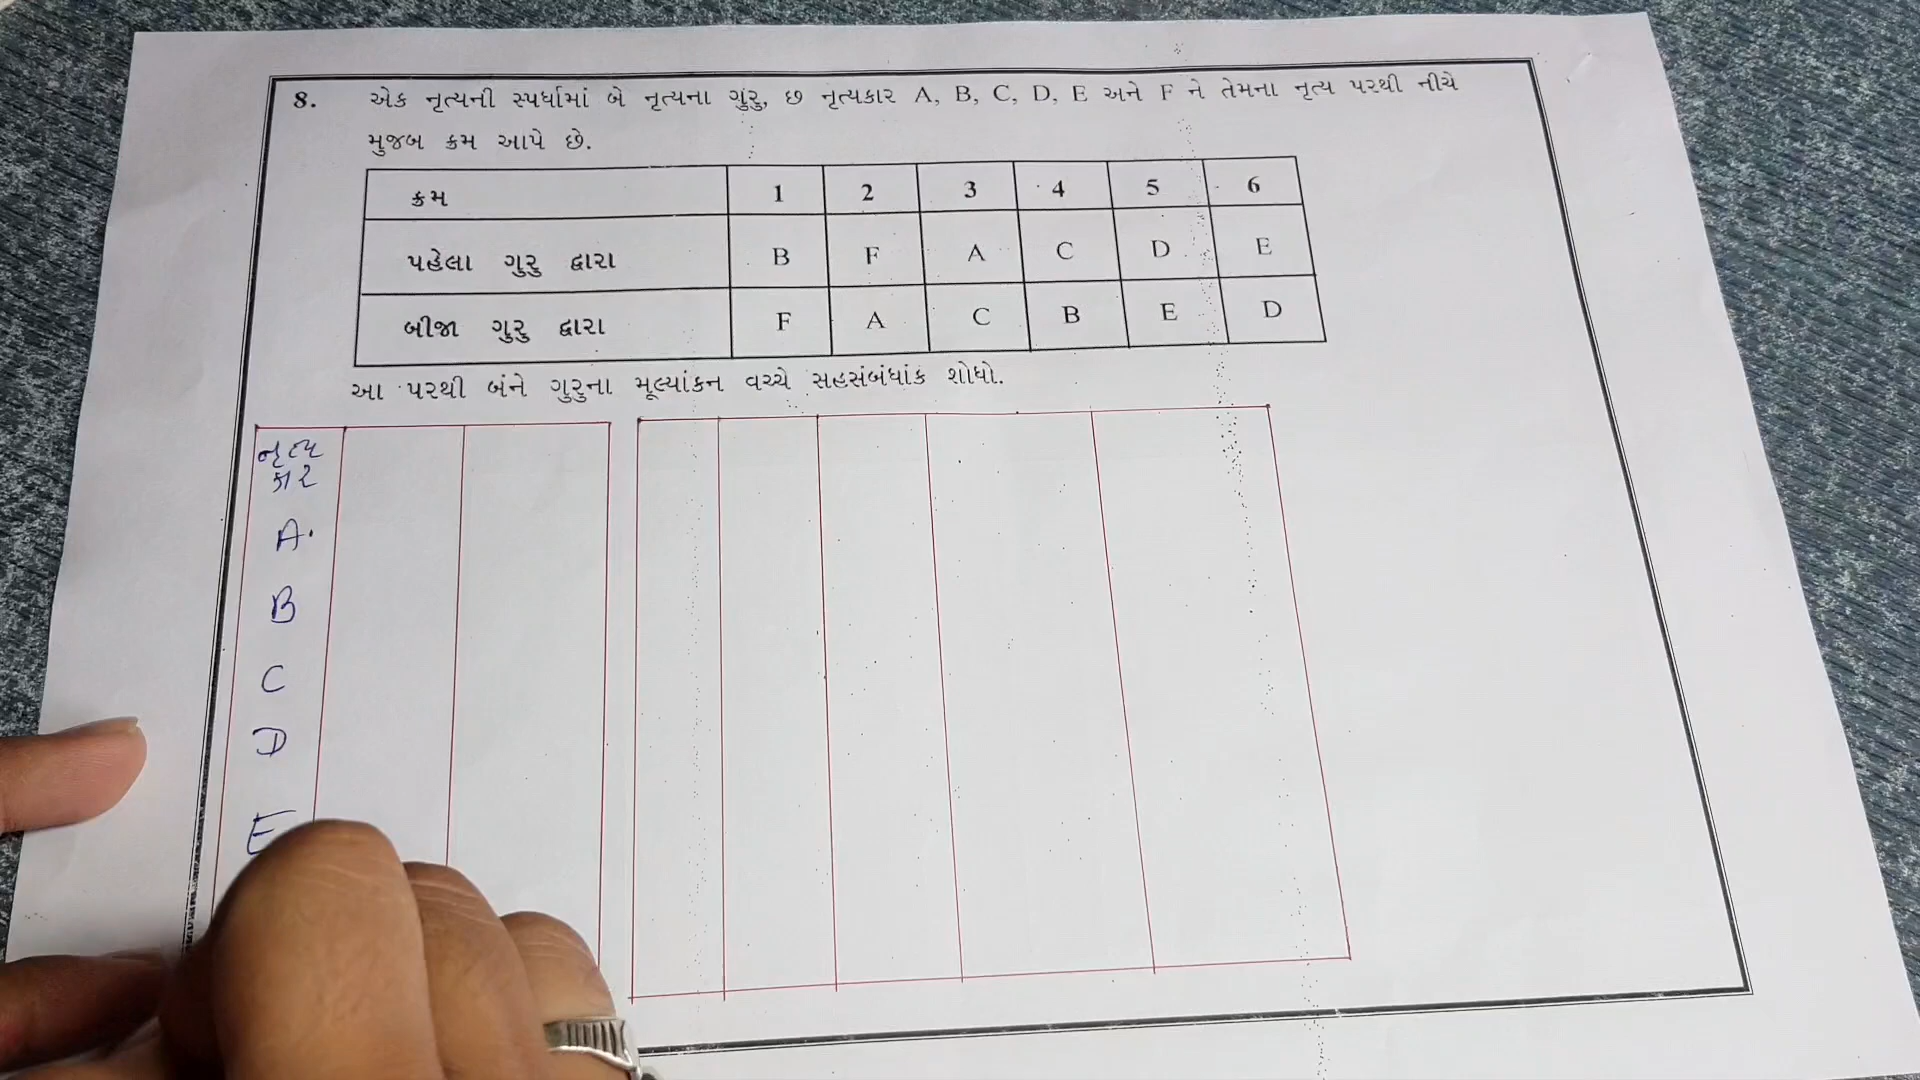 8. એક નૃત્યની સ્પર્ધામાં બે નૃત્યના ગુરુ, છ નૃત્યકાર A, B, C, D, E અને F ને તેમના નૃત્ય પરથી નીચે
મુજબ ક્રમ આપે છે.
ક્રમ 1 2 3 4 5 6
પહેલા ગુરુ દ્વારા B F A C D E
બીજા ગુરુ દ્વારા F A C B E D
આ પરથી બંને ગુરુના મૂલ્યાંકન વચ્ચે સહસંબંધાંક શોધો.
નૃત્ય
કાર
A
B
C
D
E